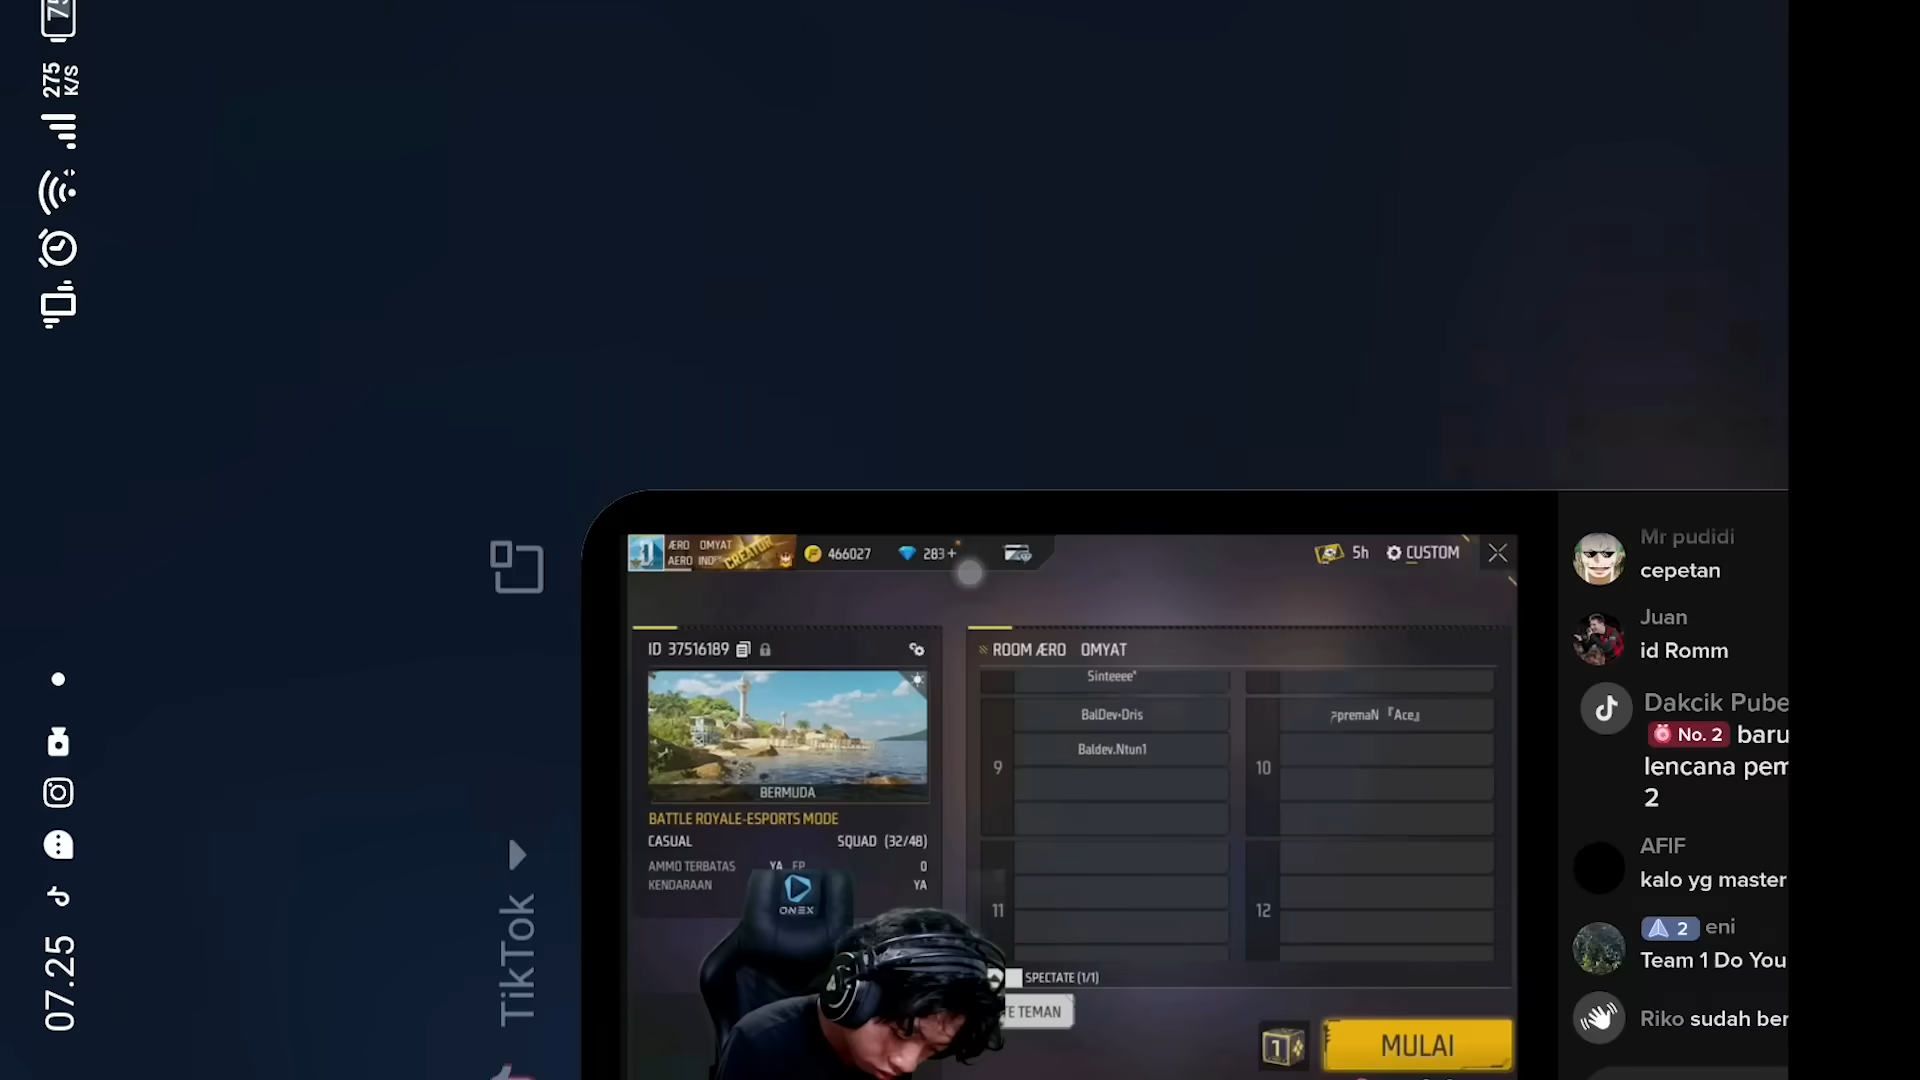 275
K/S
07.25
TikTok
ÆRO OMYAT
AERO
CREATOR
466027
283+
5h
CUSTOM
ID 37516189
BERMUDA
BATTLE ROYALE-ESPORTS MODE
CASUAL
SQUAD (32/48)
AMMO TERBATAS
YA
0
KENDARAAN
YA
ONEX
ROOM ÆRO OMYAT
Sinteeee"
BalDev•Dris
premaN『Ace』
Baldev.Ntun1
9
10
11
12
SPECTATE (1/1)
TEMAN
1
MULAI
Mr pudidi
cepetan
Juan
id Romm
Dakcik Pube
No. 2 baru
lencana pem
2
AFIF
kalo yg master
2 eni
Team 1 Do You
Riko sudah ber